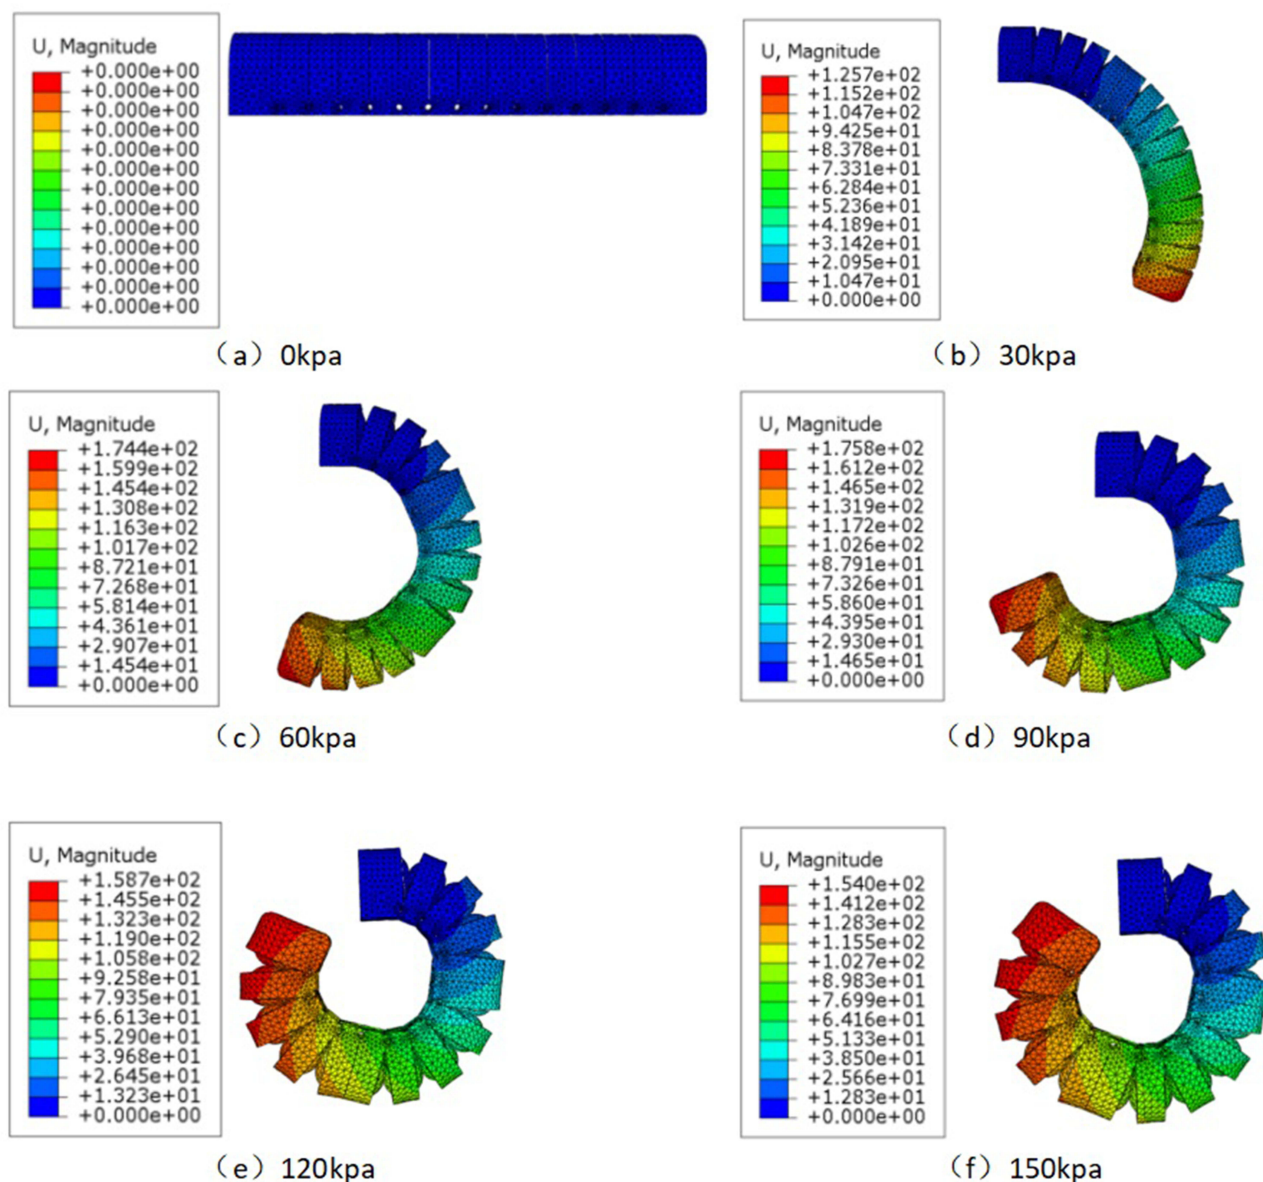 U, Magnitude
+0.000e+00
+0.000e+00
+0.000e+00
+0.000e+00
+0.000e+00
+0.000e+00
+0.000e+00
+0.000e+00
+0.000e+00
+0.000e+00
+0.000e+00
+0.000e+00
+0.000e+00
（a）0kpa
U, Magnitude
+1.257e+02
+1.152e+02
+1.047e+02
+9.425e+01
+8.378e+01
+7.331e+01
+6.284e+01
+5.236e+01
+4.189e+01
+3.142e+01
+2.095e+01
+1.047e+01
+0.000e+00
（b）30kpa
U, Magnitude
+1.744e+02
+1.599e+02
+1.454e+02
+1.308e+02
+1.163e+02
+1.017e+02
+8.721e+01
+7.268e+01
+5.814e+01
+4.361e+01
+2.907e+01
+1.454e+01
+0.000e+00
（c）60kpa
U, Magnitude
+1.758e+02
+1.612e+02
+1.465e+02
+1.319e+02
+1.172e+02
+1.026e+02
+8.791e+01
+7.326e+01
+5.860e+01
+4.395e+01
+2.930e+01
+1.465e+01
+0.000e+00
（d）90kpa
U, Magnitude
+1.587e+02
+1.455e+02
+1.323e+02
+1.190e+02
+1.058e+02
+9.258e+01
+7.935e+01
+6.613e+01
+5.290e+01
+3.968e+01
+2.645e+01
+1.323e+01
+0.000e+00
（e）120kpa
U, Magnitude
+1.540e+02
+1.412e+02
+1.283e+02
+1.155e+02
+1.027e+02
+8.983e+01
+7.699e+01
+6.416e+01
+5.133e+01
+3.850e+01
+2.566e+01
+1.283e+01
+0.000e+00
（f）150kpa